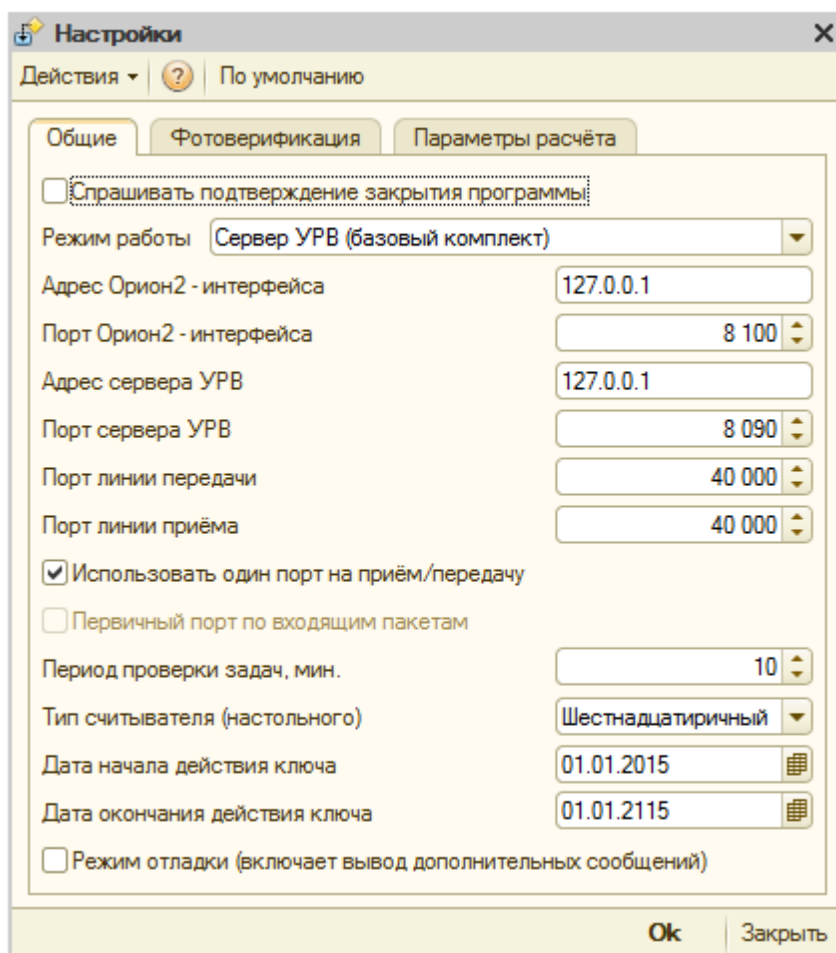 Настройки
Действия ? По умолчанию
Общие Фотоверификация Параметры расчёта
Спрашивать подтверждение закрытия программы
Режим работы Сервер УРВ (базовый комплект)
Адрес Орион2 - интерфейса 127.0.0.1
Порт Орион2 - интерфейса 8 100
Адрес сервера УРВ 127.0.0.1
Порт сервера УРВ 8 090
Порт линии передачи 40 000
Порт линии приёма 40 000
Использовать один порт на приём/передачу
Первичный порт по входящим пакетам
Период проверки задач, мин. 10
Тип считывателя (настольного) Шестнадцатиричный
Дата начала действия ключа 01.01.2015
Дата окончания действия ключа 01.01.2115
Режим отладки (включает вывод дополнительных сообщений)
Ok Закрыть